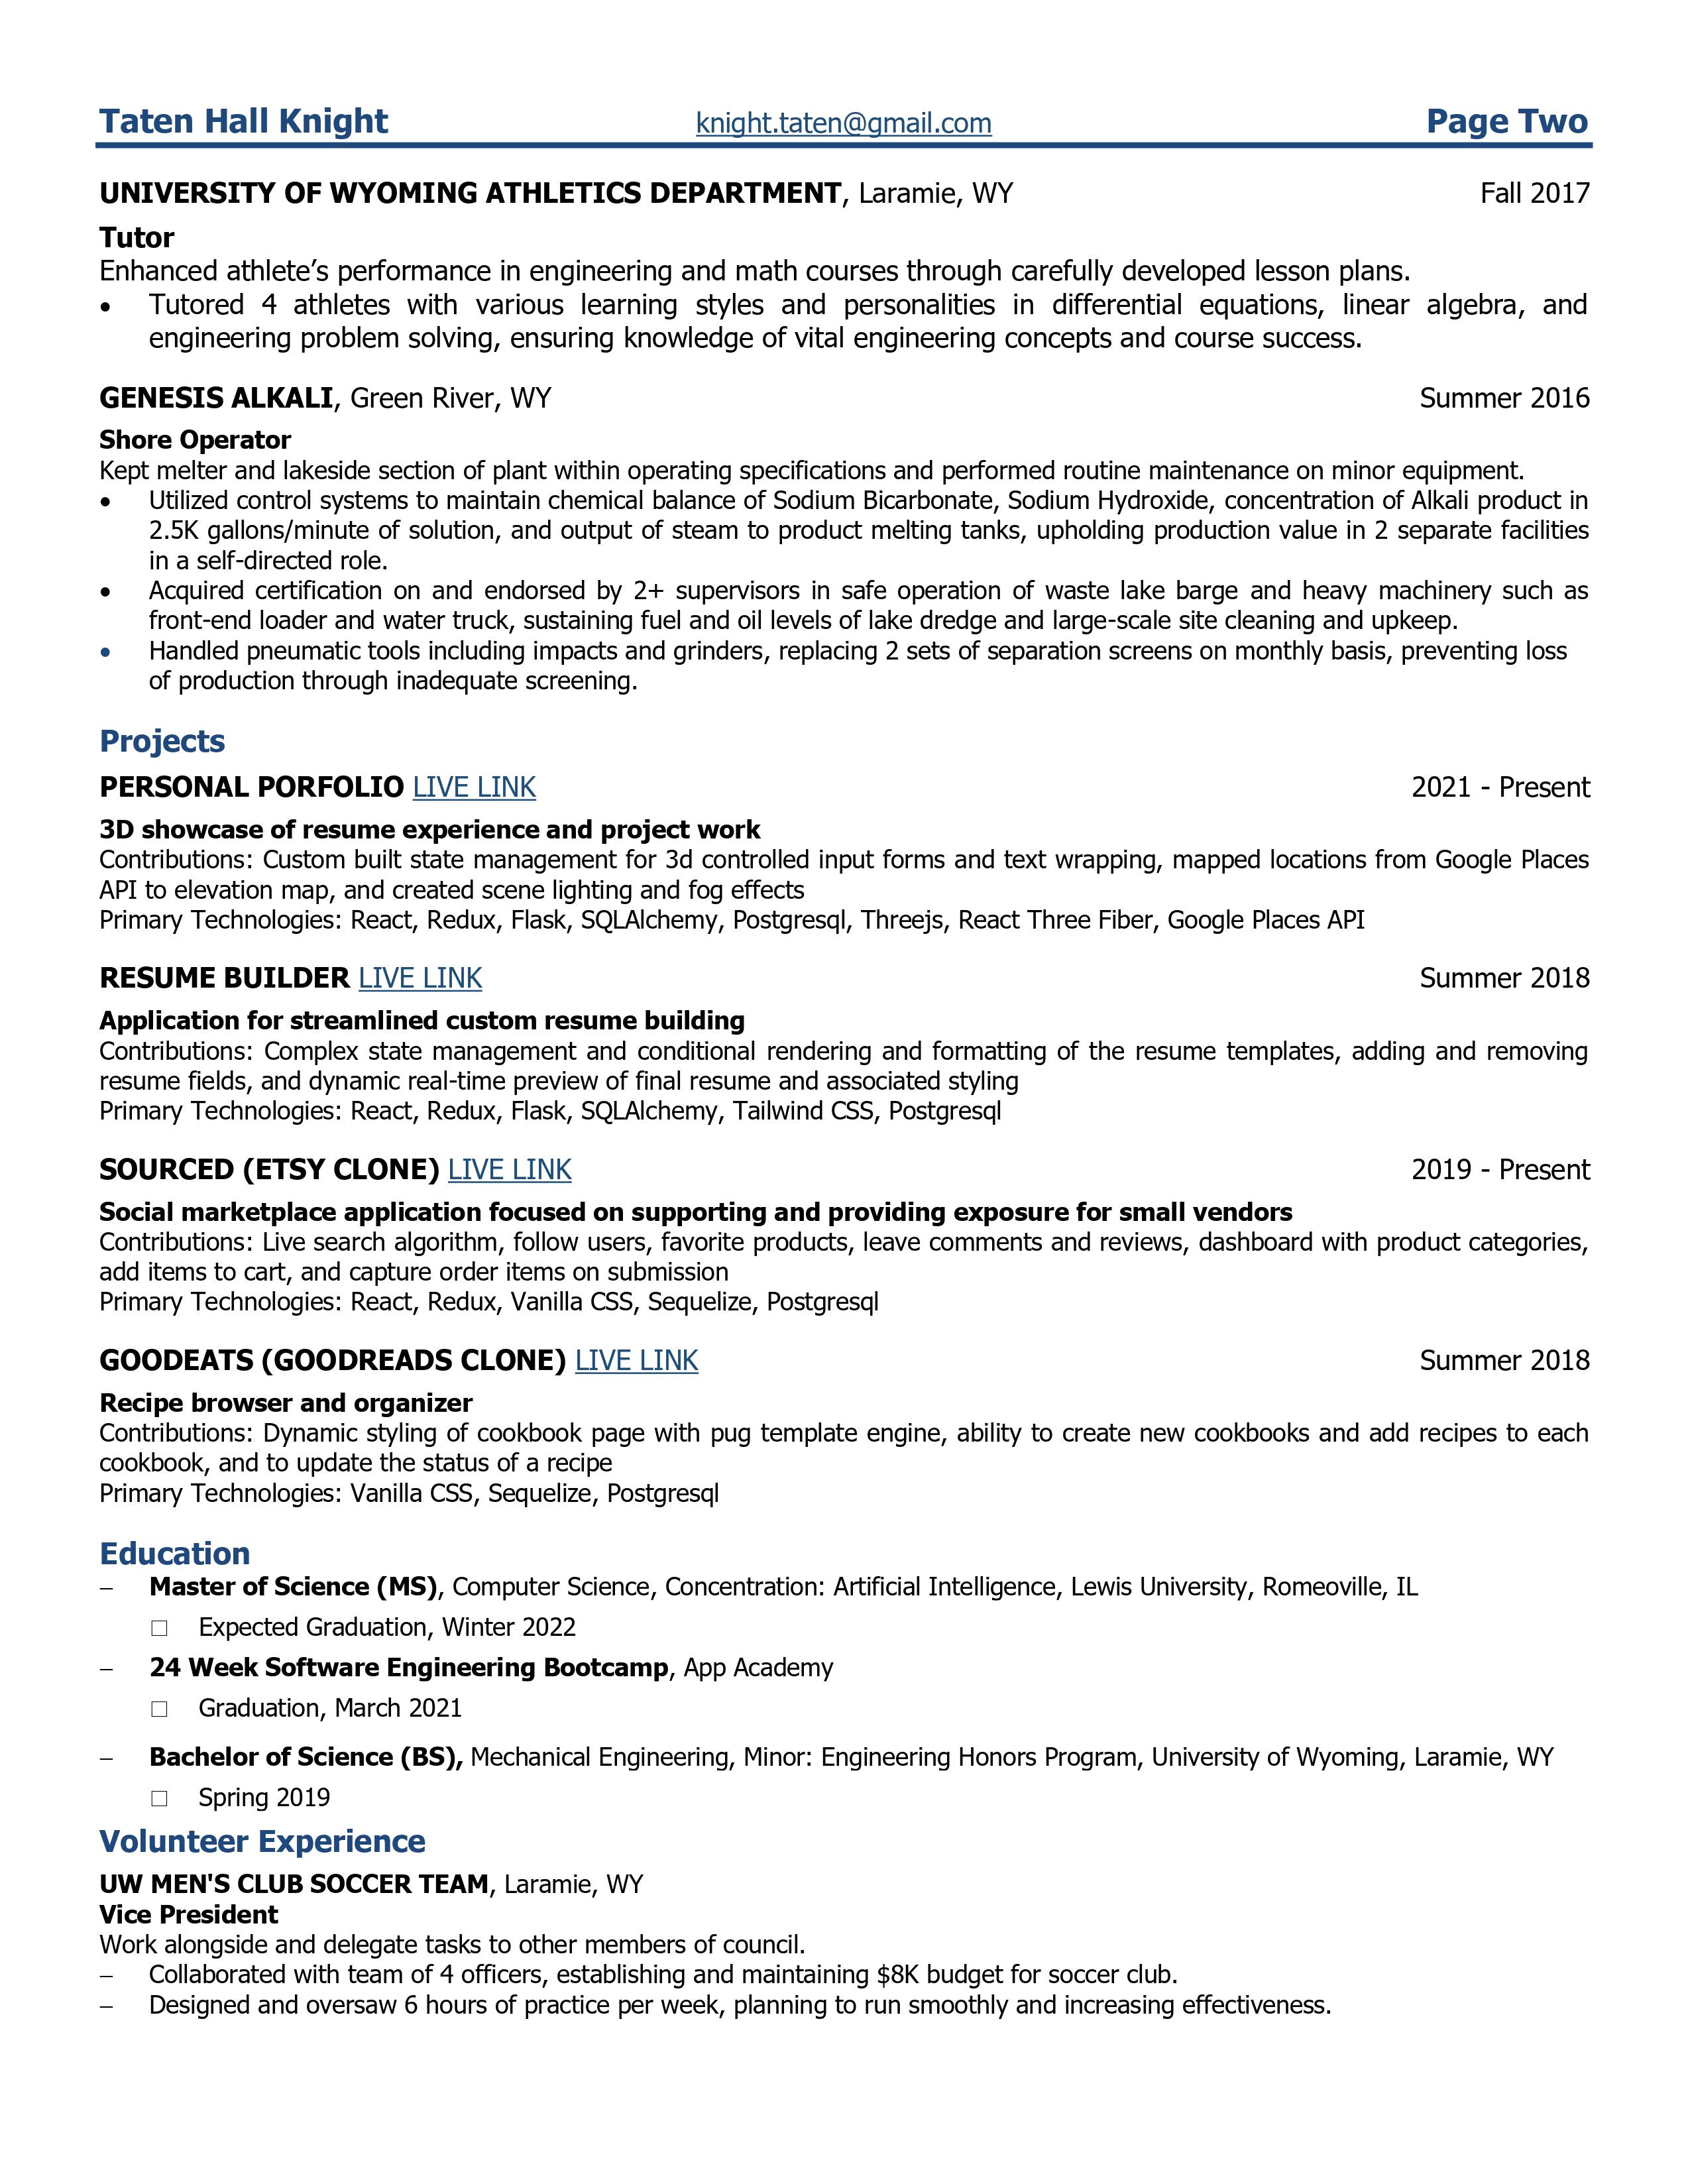 Taten Hall Knight knight.taten@gmail.com Page Two
UNIVERSITY OF WYOMING ATHLETICS DEPARTMENT, Laramie, WY Fall 2017
Tutor
Enhanced athlete’s performance in engineering and math courses through carefully developed lesson plans.
• Tutored 4 athletes with various learning styles and personalities in differential equations, linear algebra, and
engineering problem solving, ensuring knowledge of vital engineering concepts and course success.
GENESIS ALKALI, Green River, WY Summer 2016
Shore Operator
Kept melter and lakeside section of plant within operating specifications and performed routine maintenance on minor equipment.
• Utilized control systems to maintain chemical balance of Sodium Bicarbonate, Sodium Hydroxide, concentration of Alkali product in
2.5K gallons/minute of solution, and output of steam to product melting tanks, upholding production value in 2 separate facilities
in a self-directed role.
• Acquired certification on and endorsed by 2+ supervisors in safe operation of waste lake barge and heavy machinery such as
front-end loader and water truck, sustaining fuel and oil levels of lake dredge and large-scale site cleaning and upkeep.
• Handled pneumatic tools including impacts and grinders, replacing 2 sets of separation screens on monthly basis, preventing loss
of production through inadequate screening.
Projects
PERSONAL PORFOLIO LIVE LINK 2021 - Present
3D showcase of resume experience and project work
Contributions: Custom built state management for 3d controlled input forms and text wrapping, mapped locations from Google Places
API to elevation map, and created scene lighting and fog effects
Primary Technologies: React, Redux, Flask, SQLAlchemy, Postgresql, Threejs, React Three Fiber, Google Places API
RESUME BUILDER LIVE LINK Summer 2018
Application for streamlined custom resume building
Contributions: Complex state management and conditional rendering and formatting of the resume templates, adding and removing
resume fields, and dynamic real-time preview of final resume and associated styling
Primary Technologies: React, Redux, Flask, SQLAlchemy, Tailwind CSS, Postgresql
SOURCED (ETSY CLONE) LIVE LINK 2019 - Present
Social marketplace application focused on supporting and providing exposure for small vendors
Contributions: Live search algorithm, follow users, favorite products, leave comments and reviews, dashboard with product categories,
add items to cart, and capture order items on submission
Primary Technologies: React, Redux, Vanilla CSS, Sequelize, Postgresql
GOODEATS (GOODREADS CLONE) LIVE LINK Summer 2018
Recipe browser and organizer
Contributions: Dynamic styling of cookbook page with pug template engine, ability to create new cookbooks and add recipes to each
cookbook, and to update the status of a recipe
Primary Technologies: Vanilla CSS, Sequelize, Postgresql
Education
– Master of Science (MS), Computer Science, Concentration: Artificial Intelligence, Lewis University, Romeoville, IL
□ Expected Graduation, Winter 2022
– 24 Week Software Engineering Bootcamp, App Academy
□ Graduation, March 2021
– Bachelor of Science (BS), Mechanical Engineering, Minor: Engineering Honors Program, University of Wyoming, Laramie, WY
□ Spring 2019
Volunteer Experience
UW MEN'S CLUB SOCCER TEAM, Laramie, WY
Vice President
Work alongside and delegate tasks to other members of council.
– Collaborated with team of 4 officers, establishing and maintaining $8K budget for soccer club.
– Designed and oversaw 6 hours of practice per week, planning to run smoothly and increasing effectiveness.